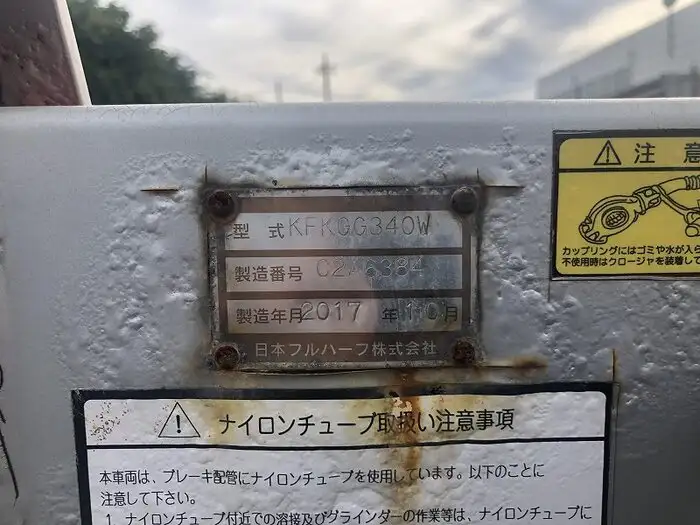 型 式 KFKGG340W
製造番号 C2A6384
製造年月 2017 年 10 月
日本フルハーフ株式会社
注 意
カップリングにはゴミや水が入ら
不使用時はクロージャを装着して
ナイロンチューブ取扱い注意事項
本車両は、ブレーキ配管にナイロンチューブを使用しています。以下のことに
注意して下さい。
1. ナイロンチューブ付近での溶接及びグラインダーの作業等は、ナイロンチューブに